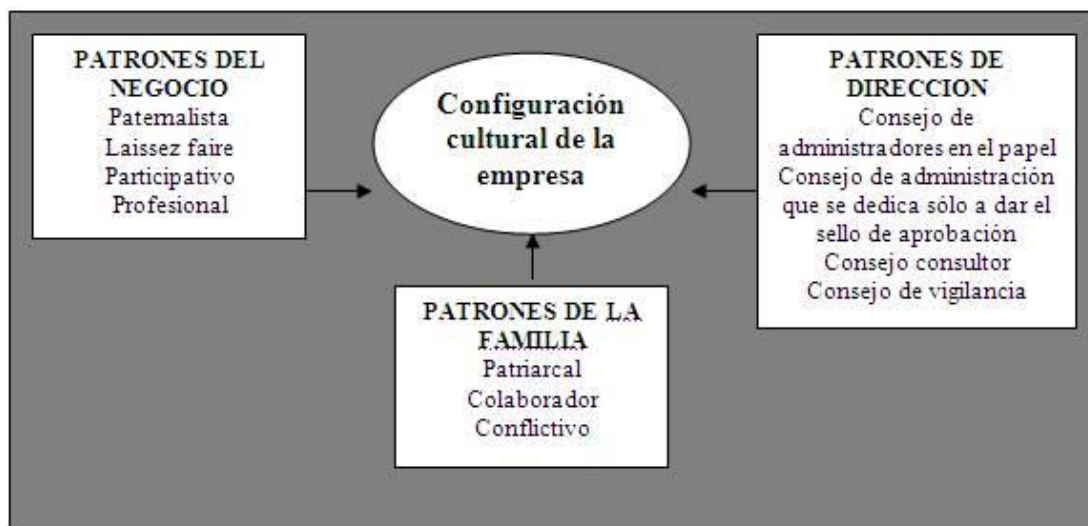 PATRONES DEL
NEGOCIO
Paternalista
Laissez faire
Participativo
Profesional
Configuración
cultural de la
empresa
PATRONES DE
DIRECCION
Consejo de
administradores en el papel
Consejo de administración
que se dedica sólo a dar el
sello de aprobación
Consejo consultor
Consejo de vigilancia
PATRONES DE LA
FAMILIA
Patriarcal
Colaborador
Conflictivo